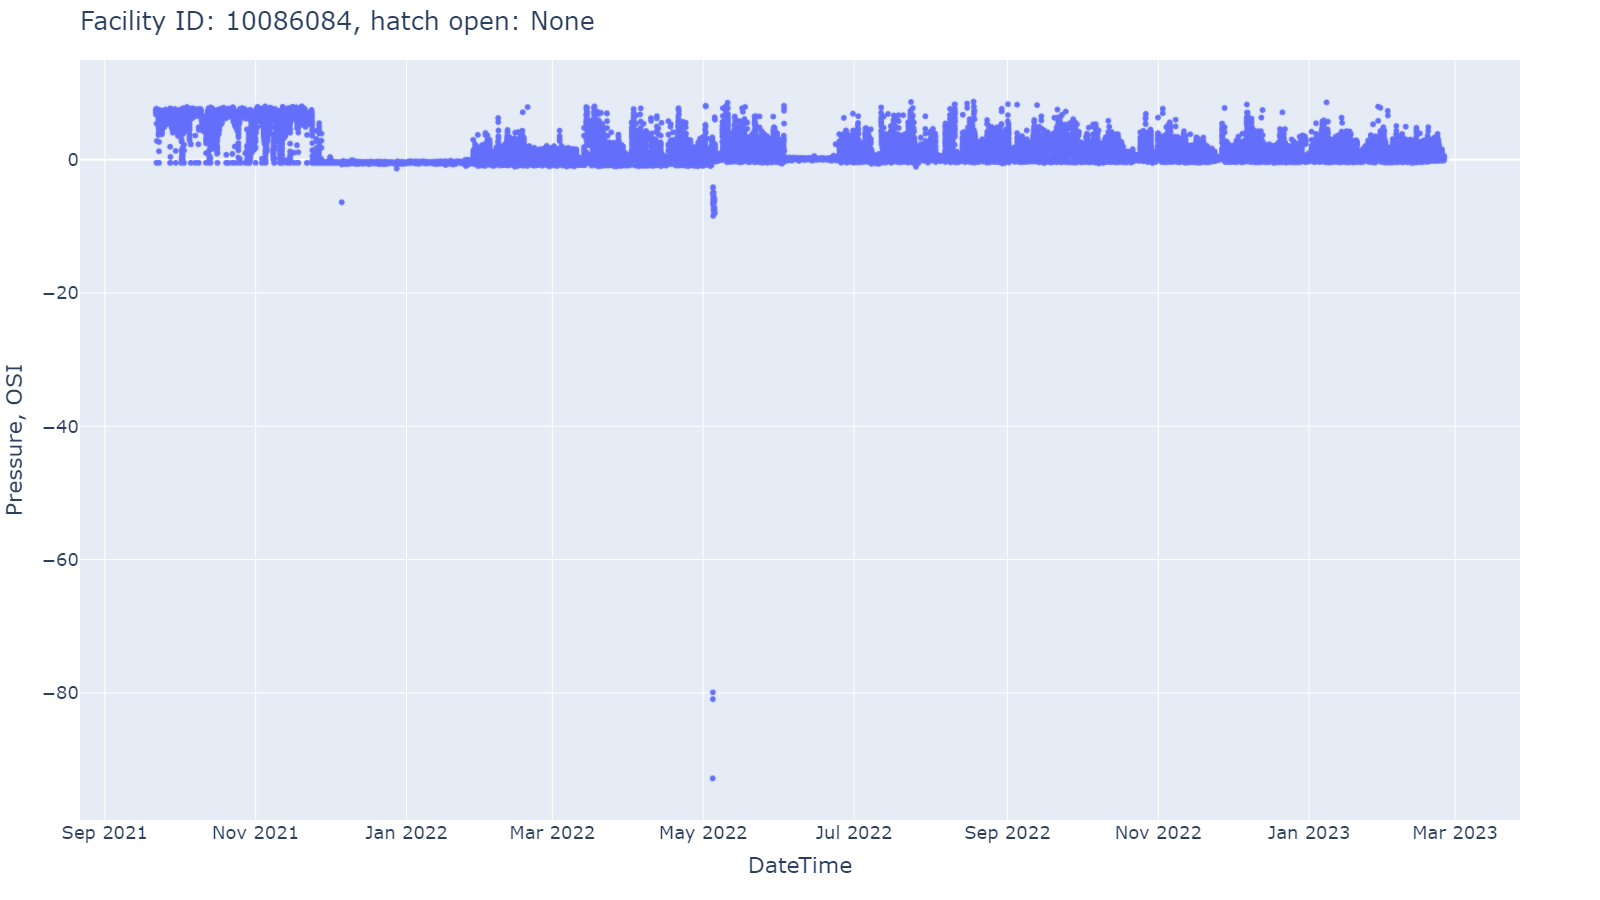 Facility ID: 10086084, hatch open: None
0
−20
−40
−60
−80
Pressure, OSI
Sep 2021 Nov 2021 Jan 2022 Mar 2022 May 2022 Jul 2022 Sep 2022 Nov 2022 Jan 2023 Mar 2023
DateTime